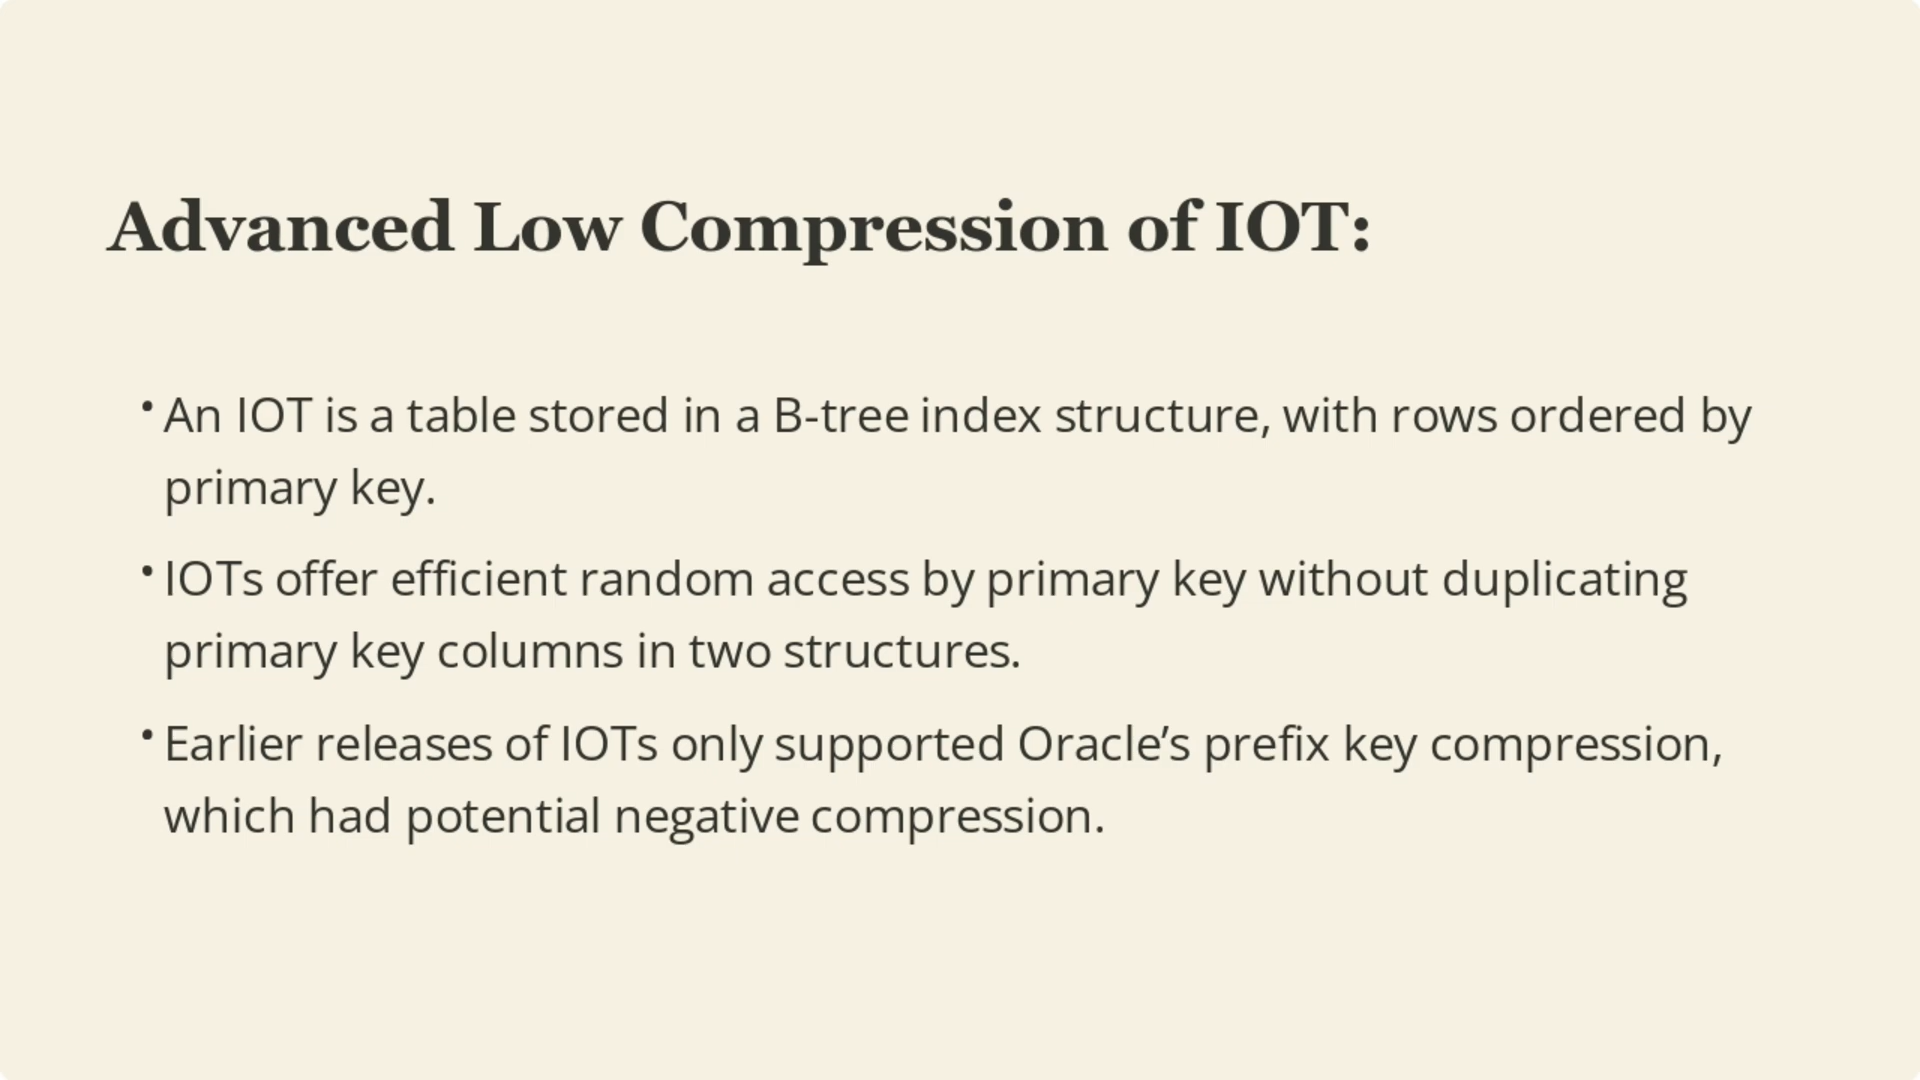 Advanced Low Compression of IOT:
• An IOT is a table stored in a B-tree index structure, with rows ordered by
primary key.
• IOTs offer efficient random access by primary key without duplicating
primary key columns in two structures.
• Earlier releases of IOTs only supported Oracle’s prefix key compression,
which had potential negative compression.